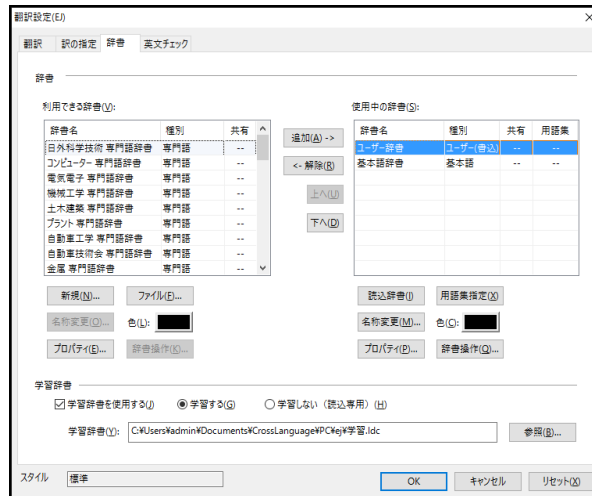 翻訳設定(EJ)
翻訳 訳の指定 辞書 英文チェック
辞書
利用できる辞書(V): 使用中の辞書(S):
辞書名 種別 共有 辞書名 種別 共有 用語集
日外科学技術 専門語辞書 専門語 -- 追加(A) -> ユーザー辞書 ユーザー(書込) -- --
コンピューター 専門語辞書 専門語 -- <- 解除(R) 基本語辞書 基本語 -- --
電気電子 専門語辞書 専門語 --
機械工学 専門語辞書 専門語 -- 上へ(U)
土木建築 専門語辞書 専門語 --
プラント 専門語辞書 専門語 -- 下へ(D)
自動車工学 専門語辞書 専門語 --
自動車技術会 専門語辞書 専門語 --
金属 専門語辞書 専門語 --
新規(N)... ファイル(F)... 読込辞書(I) 用語集指定(X)
名称変更(O)... 色(L): 名称変更(M)... 色(C):
プロパティ(E)... 辞書操作(K)... プロパティ(P)... 辞書操作(Q)...
学習辞書
学習辞書を使用する(J) 学習する(G) 学習しない（読込専用）(H)
学習辞書(Y): C:¥Users¥admin¥Documents¥CrossLanguage¥PC¥ej¥学習.ldc 参照(B)...
スタイル 標準 OK キャンセル リセット(X)